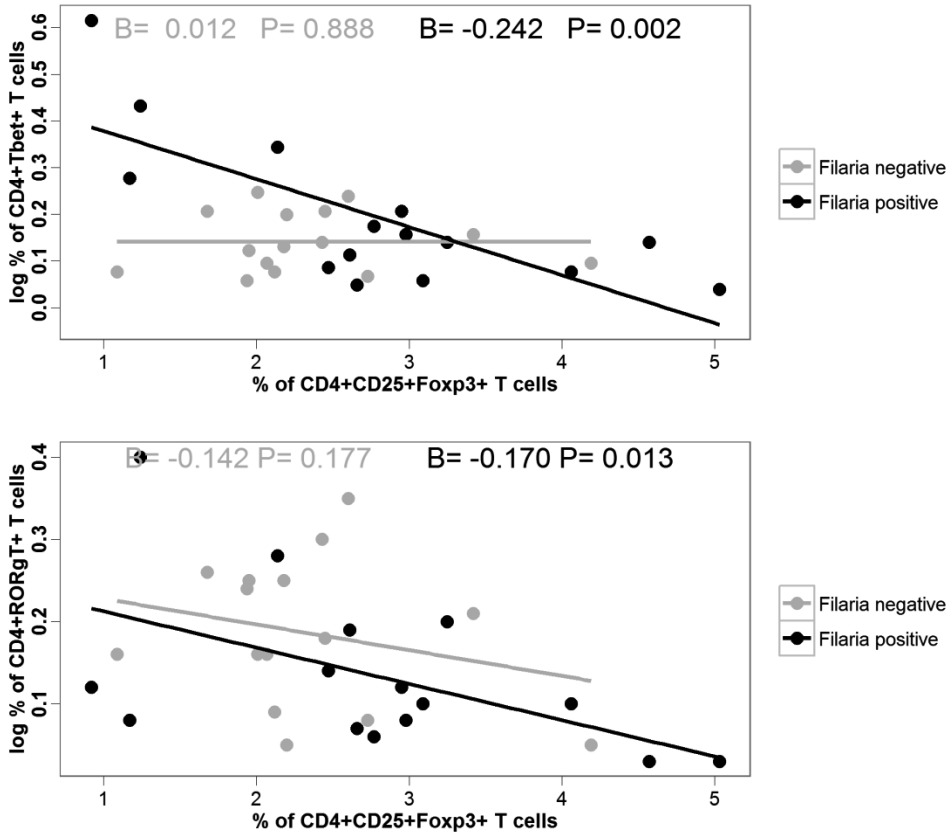 B= 0.012 P= 0.888 B= -0.242 P= 0.002
log % of CD4+Tbet+ T cells
0.6
0.5
0.4
0.3
0.2
0.1
0.0
1 2 3 4 5
% of CD4+CD25+Foxp3+ T cells
Filaria negative
Filaria positive
B= -0.142 P= 0.177 B= -0.170 P= 0.013
log % of CD4+RORgT+ T cells
0.4
0.3
0.2
0.1
1 2 3 4 5
% of CD4+CD25+Foxp3+ T cells
Filaria negative
Filaria positive